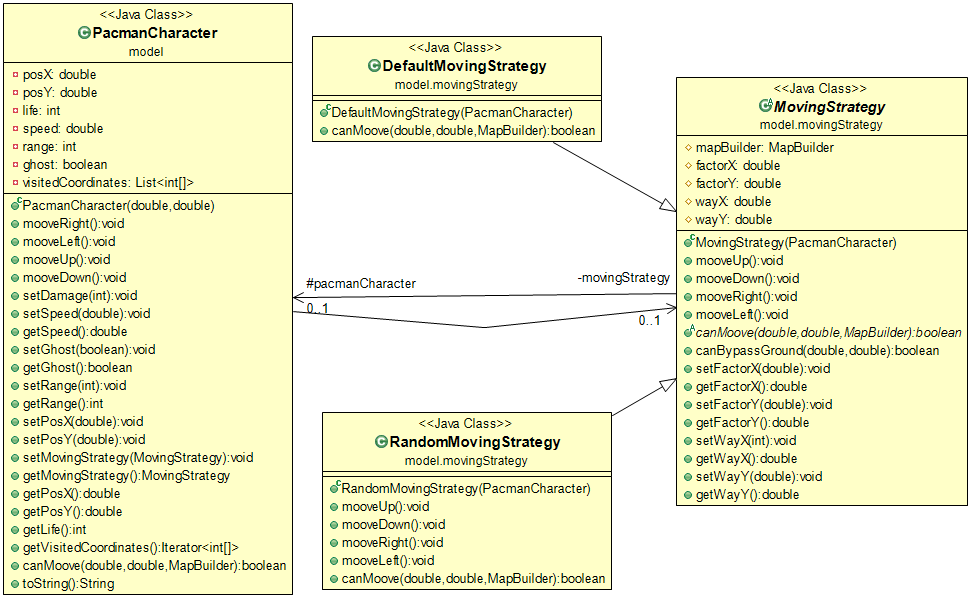 <<Java Class>>
PacmanCharacter
model
posX: double
posY: double
life: int
speed: double
range: int
ghost: boolean
visitedCoordinates: List<int[]>
PacmanCharacter(double,double)
mooveRight():void
mooveLeft():void
mooveUp():void
mooveDown():void
setDamage(int):void
setSpeed(double):void
getSpeed():double
setGhost(boolean):void
getGhost():boolean
setRange(int):void
getRange():int
setPosX(double):void
setPosY(double):void
setMovingStrategy(MovingStrategy):void
getMovingStrategy():MovingStrategy
getPosX():double
getPosY():double
getLife():int
getVisitedCoordinates():Iterator<int[]>
canMoove(double,double,MapBuilder):boolean
toString():String
<<Java Class>>
DefaultMovingStrategy
model.movingStrategy
DefaultMovingStrategy(PacmanCharacter)
canMoove(double,double,MapBuilder):boolean
#pacmanCharacter
0..1
-movingStrategy
0..1
<<Java Class>>
RandomMovingStrategy
model.movingStrategy
RandomMovingStrategy(PacmanCharacter)
mooveUp():void
mooveDown():void
mooveRight():void
mooveLeft():void
canMoove(double,double,MapBuilder):boolean
<<Java Class>>
MovingStrategy
model.movingStrategy
mapBuilder: MapBuilder
factorX: double
factorY: double
wayX: double
wayY: double
MovingStrategy(PacmanCharacter)
mooveUp():void
mooveDown():void
mooveRight():void
mooveLeft():void
canMoove(double,double,MapBuilder):boolean
canBypassGround(double,double):boolean
setFactorX(double):void
getFactorX():double
setFactorY(double):void
getFactorY():double
setWayX(int):void
getWayX():double
setWayY(double):void
getWayY():double